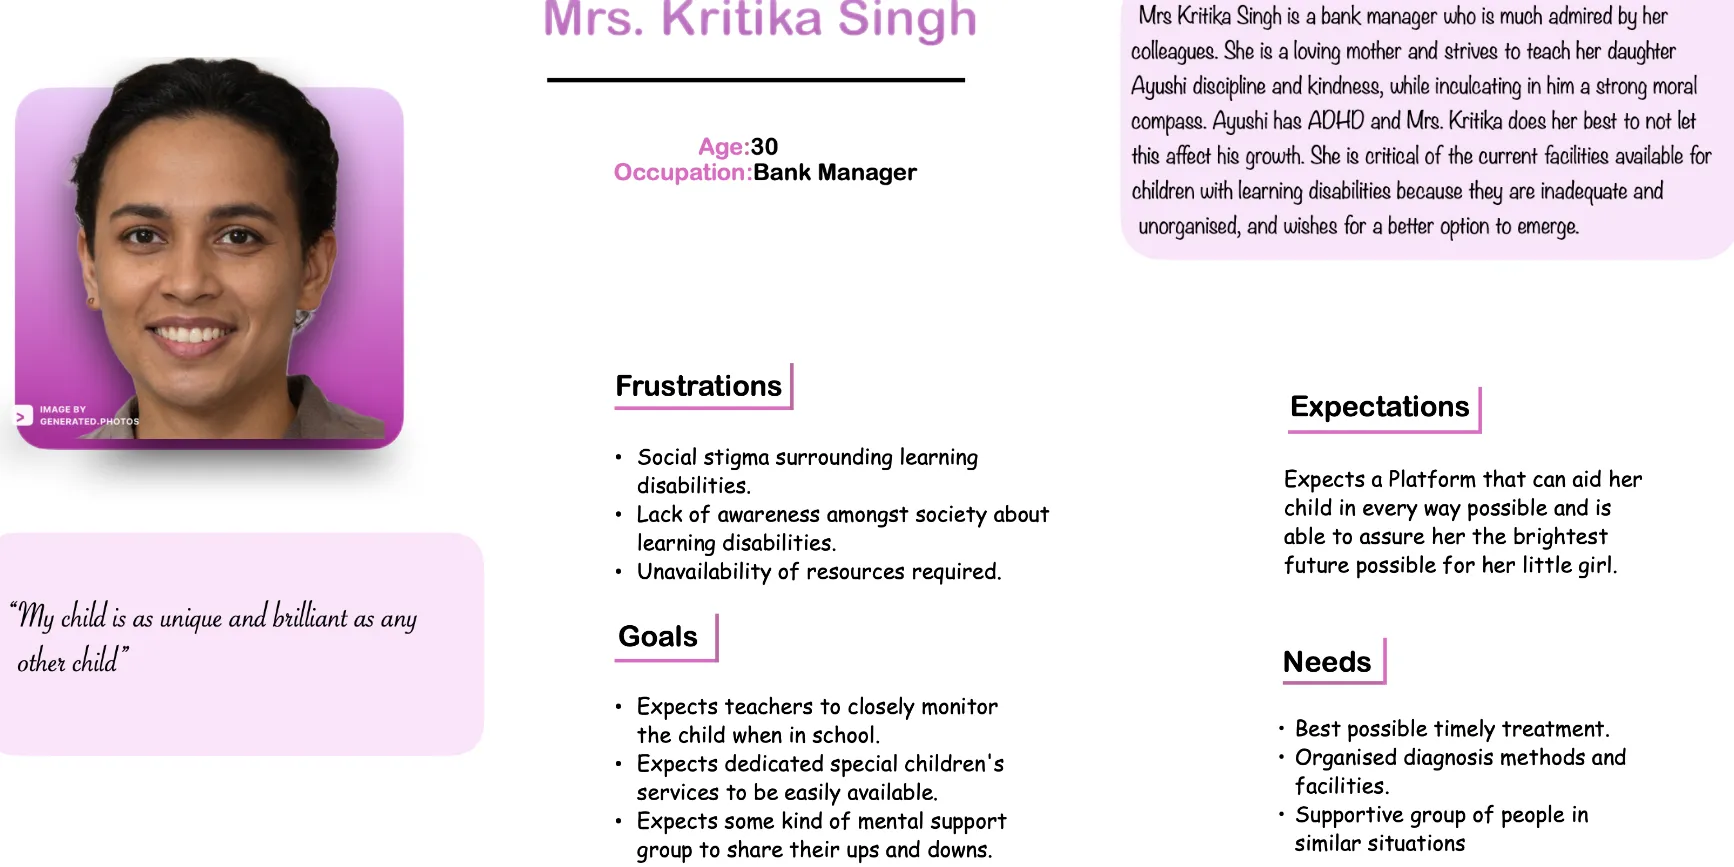 Mrs. Kritika Singh
Age:30
Occupation:Bank Manager
Mrs Kritika Singh is a bank manager who is much admired by her
colleagues. She is a loving mother and strives to teach her daughter
Ayushi discipline and kindness, while inculcating in him a strong moral
compass. Ayushi has ADHD and Mrs. Kritika does her best to not let
this affect his growth. She is critical of the current facilities available for
children with learning disabilities because they are inadequate and
unorganised, and wishes for a better option to emerge.
IMAGE BY
GENERATED.PHOTOS
“My child is as unique and brilliant as any
other child”
Frustrations
• Social stigma surrounding learning
disabilities.
• Lack of awareness amongst society about
learning disabilities.
• Unavailability of resources required.
Goals
• Expects teachers to closely monitor
the child when in school.
• Expects dedicated special children's
services to be easily available.
• Expects some kind of mental support
group to share their ups and downs.
Expectations
Expects a Platform that can aid her
child in every way possible and is
able to assure her the brightest
future possible for her little girl.
Needs
• Best possible timely treatment.
• Organised diagnosis methods and
facilities.
• Supportive group of people in
similar situations